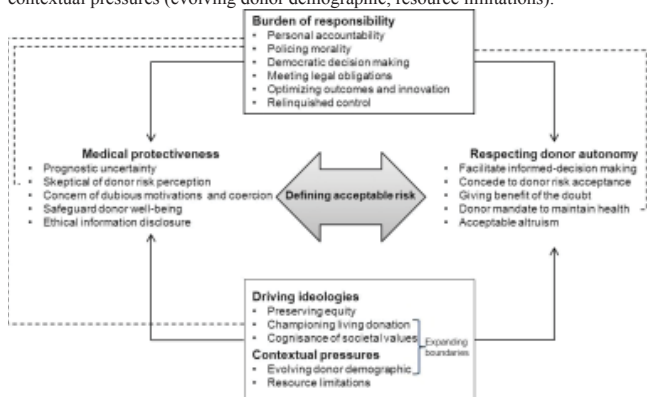 contextual pressures (evolving donor demographic, resource limitations).
Burden of responsibility
• Personal accountability
• Policing morality
• Democratic decision making
• Meeting legal obligations
• Optimizing outcomes and innovation
• Relinquished control
Medical protectiveness
• Prognostic uncertainty
• Skeptical of donor risk perception
• Concern of dubious motivations and coercion
• Safeguard donor well-being
• Ethical information disclosure
Defining acceptable risk
Respecting donor autonomy
• Facilitate informed-decision making
• Concede to donor risk acceptance
• Giving benefit of the doubt
• Donor mandate to maintain health
• Acceptable altruism
Driving ideologies
• Preserving equity
• Championing living donation
• Cognisance of societal values
Contextual pressures
• Evolving donor demographic
• Resource limitations
Expanding
boundaries